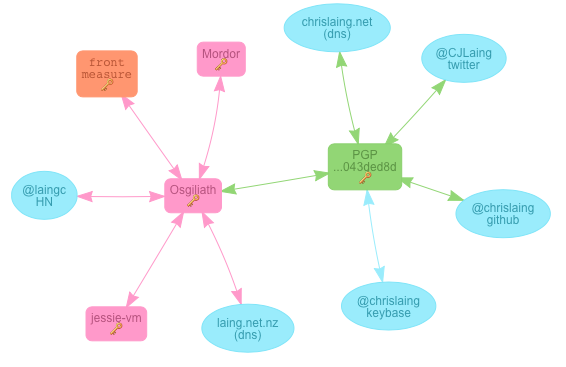 chrislaing.net
(dns)
@CJLaing
twitter
Mordor
front
measure
PGP
...043ded8d
@laingc
HN
Osgiliath
@chrislaing
github
@chrislaing
keybase
jessie-vm
laing.net.nz
(dns)